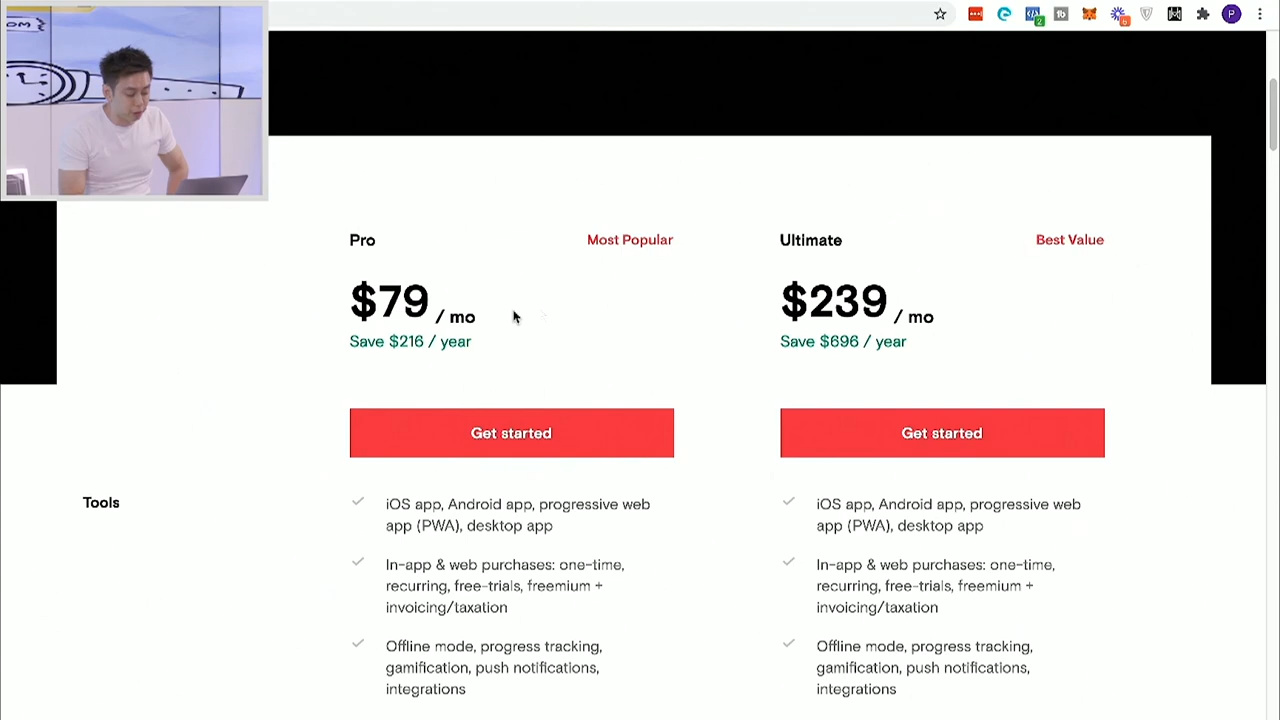 OM
Pro
Most Popular
$79 / mo
Save $216 / year
Get started
Ultimate
Best Value
$239 / mo
Save $696 / year
Get started
Tools
iOS app, Android app, progressive web
app (PWA), desktop app
In-app & web purchases: one-time,
recurring, free-trials, freemium +
invoicing/taxation
Offline mode, progress tracking,
gamification, push notifications,
integrations
iOS app, Android app, progressive web
app (PWA), desktop app
In-app & web purchases: one-time,
recurring, free-trials, freemium +
invoicing/taxation
Offline mode, progress tracking,
gamification, push notifications,
integrations
2
tb
6
P